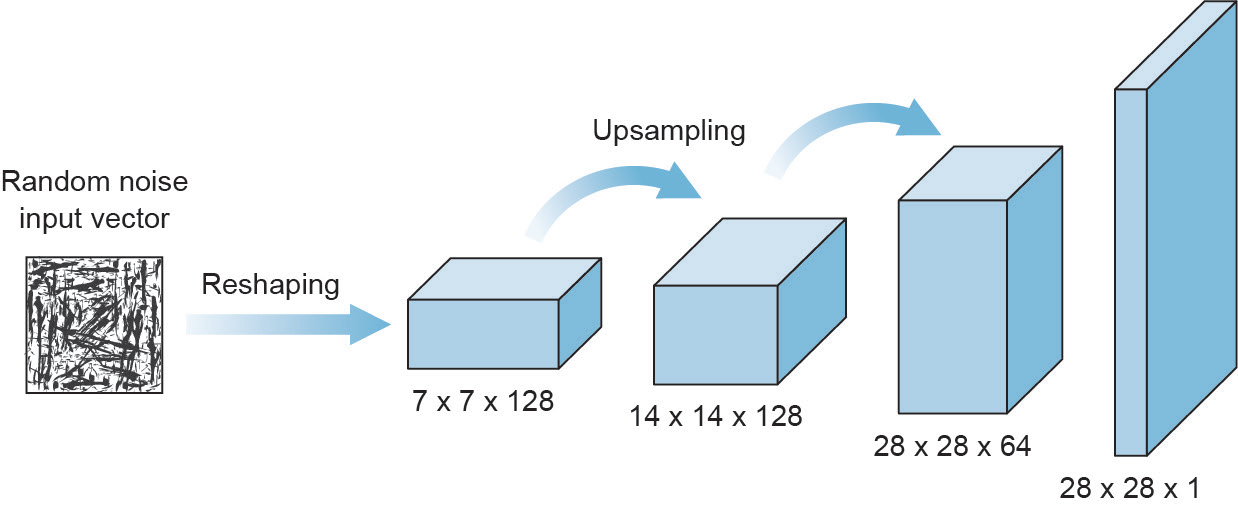 Random noise
input vector
Reshaping
Upsampling
7 x 7 x 128
14 x 14 x 128
28 x 28 x 64
28 x 28 x 1